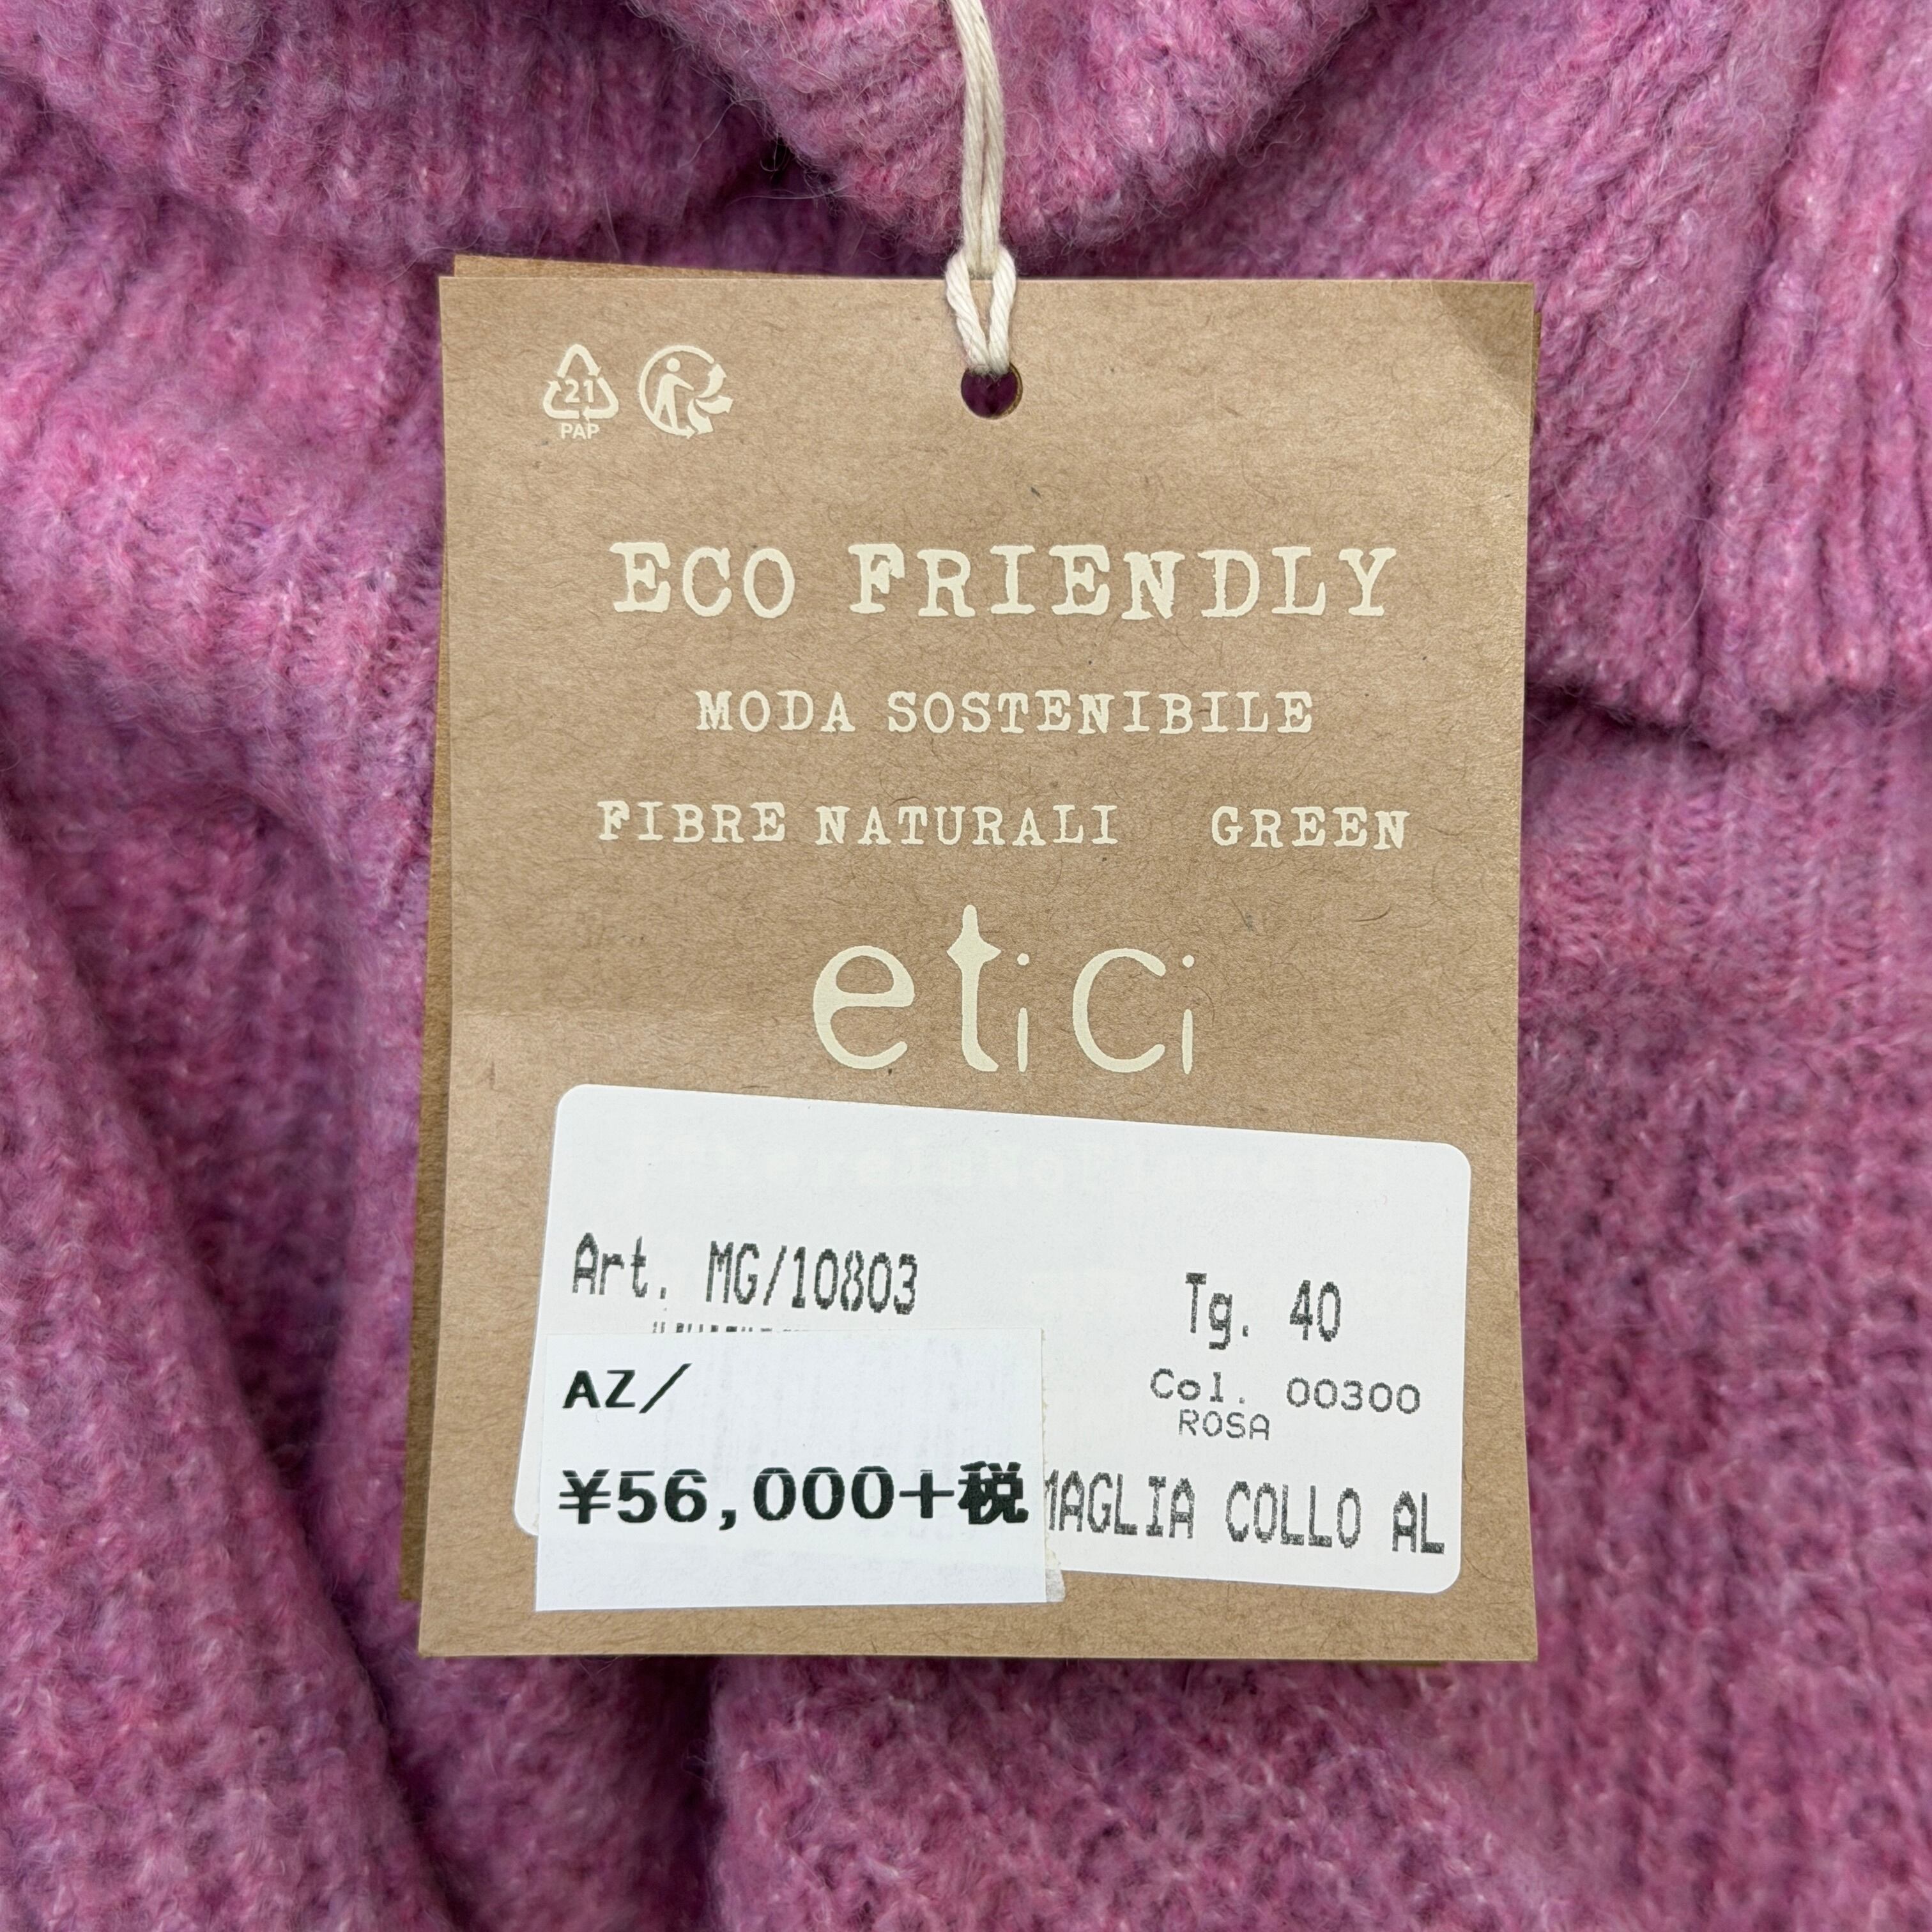 21
PAP
ECO FRIENDLY
MODA SOSTENIBILE
FIBRE NATURALI GREEN
etici
Art. MG/10803
Tg. 40
Col. 00300
ROSA
AZ/
¥56,000+税
MAGLIA COLLO AL